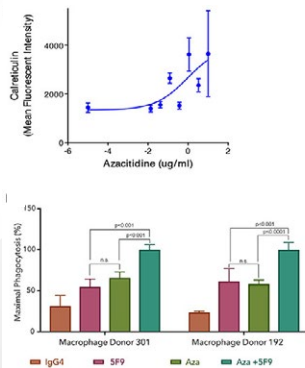 Calreticulin
(Mean Fluorescent Intensity)
4000
2000
0
-6
-4
-2
0
2
Azacitidine (ug/ml)
Maximal Phagocytosis (%)
150
100
50
0
p=0.001
p<0.001
n.s.
p<0.001
p<0.0001
n.s.
Macrophage Donor 301
Macrophage Donor 192
IgG4
5F9
Aza
Aza +5F9